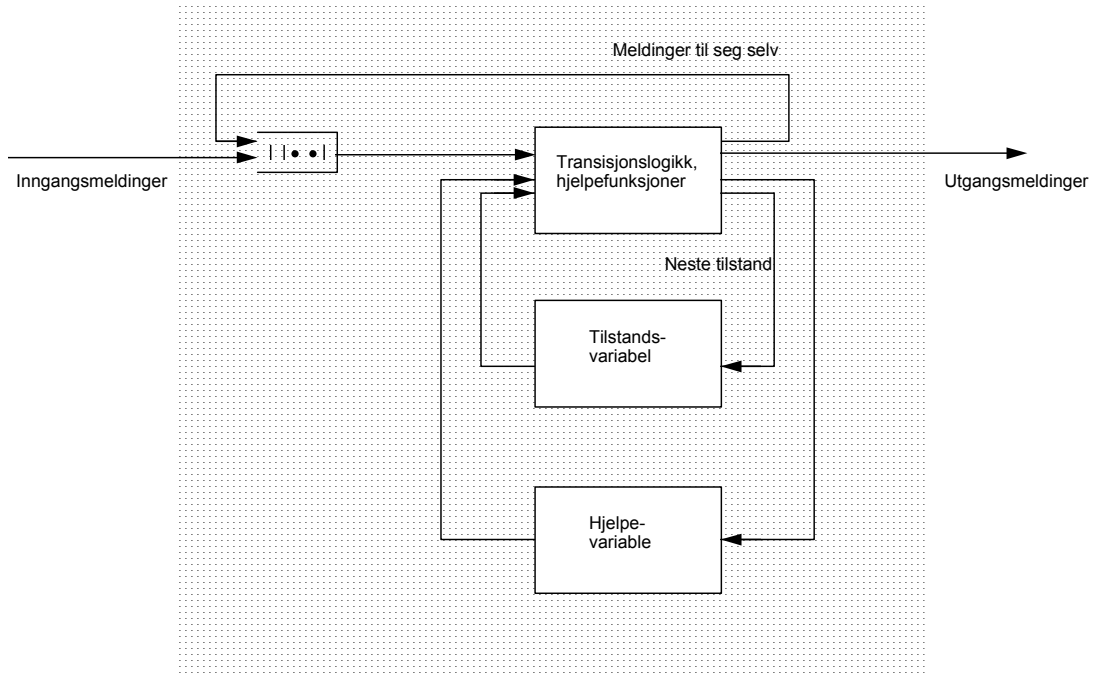 Meldinger til seg selv
Inngangsmeldinger
Transisjonslogikk,
hjelpefunksjoner
Utgangsmeldinger
Neste tilstand
Tilstands-
variabel
Hjelpe-
variable